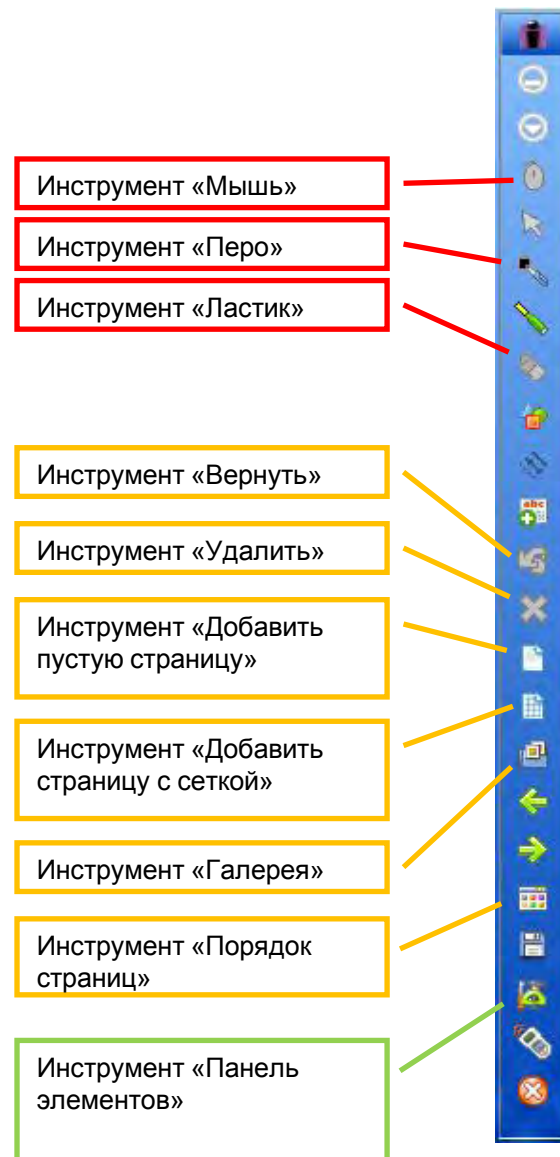 Инструмент «Мышь»
Инструмент «Перо»
Инструмент «Ластик»
Инструмент «Вернуть»
Инструмент «Удалить»
Инструмент «Добавить
пустую страницу»
Инструмент «Добавить
страницу с сеткой»
Инструмент «Галерея»
Инструмент «Порядок
страниц»
Инструмент «Панель
элементов»
abc